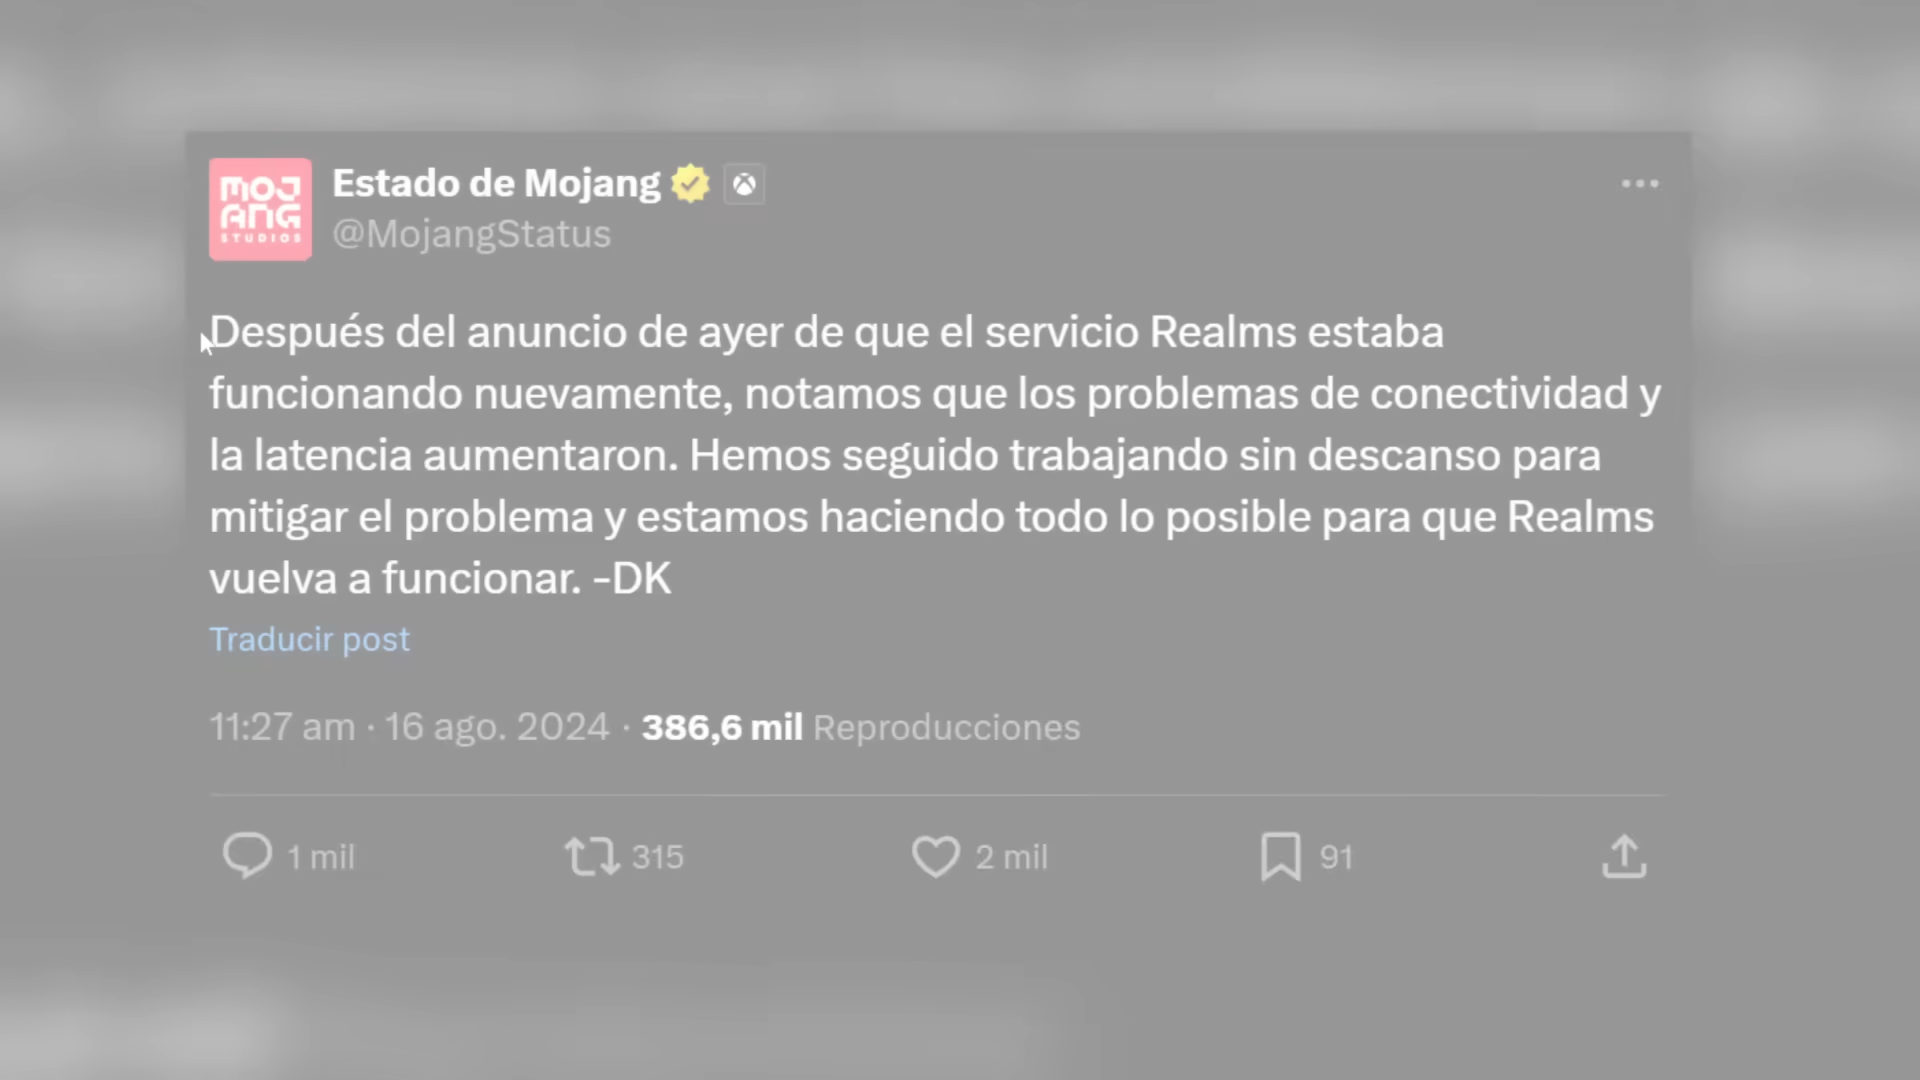 MOJ
ANG
STUDIOS
Estado de Mojang
@MojangStatus
Después del anuncio de ayer de que el servicio Realms estaba
funcionando nuevamente, notamos que los problemas de conectividad y
la latencia aumentaron. Hemos seguido trabajando sin descanso para
mitigar el problema y estamos haciendo todo lo posible para que Realms
vuelva a funcionar. -DK
Traducir post
11:27 am · 16 ago. 2024 · 386,6 mil Reproducciones
1 mil 315 2 mil 91